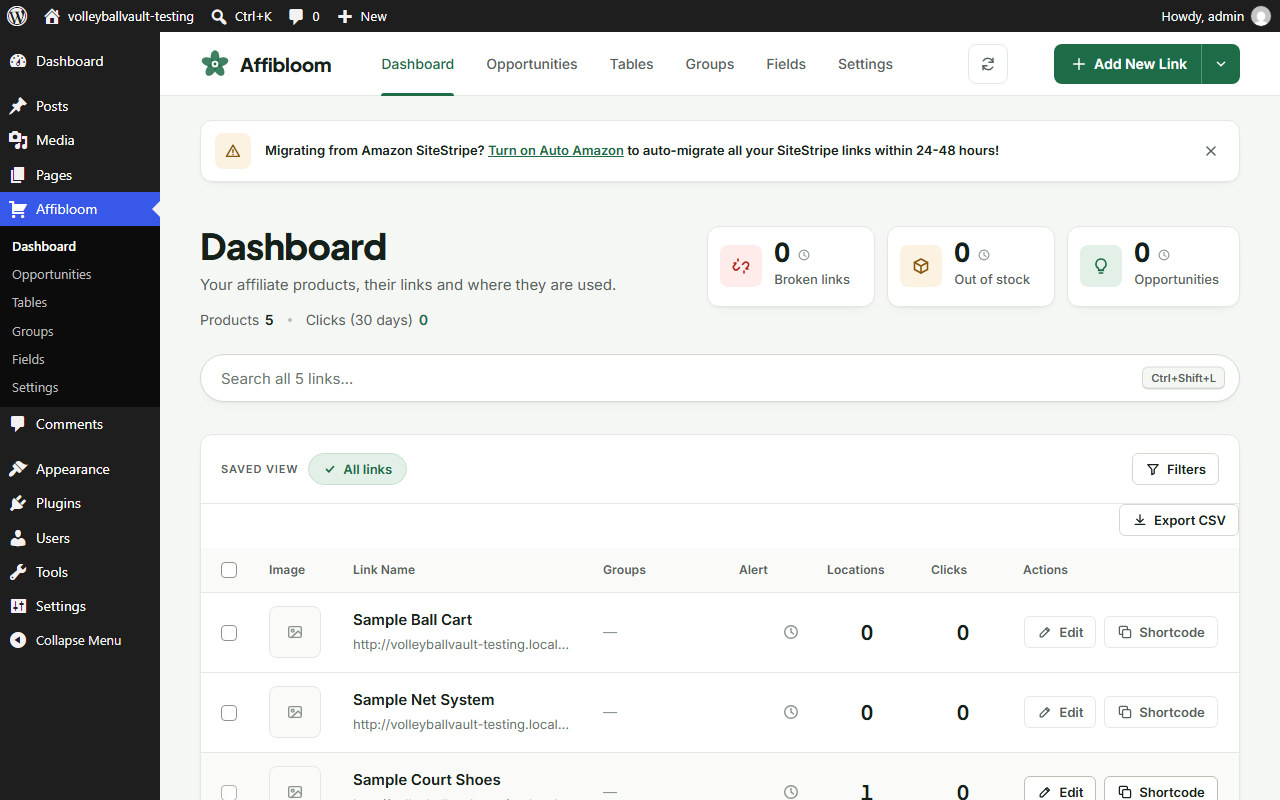 volleyballvault-testing
Ctrl+K
0
New
Howdy, admin
Dashboard
Posts
Media
Pages
Affibloom
Dashboard
Opportunities
Tables
Groups
Fields
Settings
Comments
Appearance
Plugins
Users
Tools
Settings
Collapse Menu
Affibloom
Dashboard
Opportunities
Tables
Groups
Fields
Settings
Add New Link
Migrating from Amazon SiteStripe? Turn on Auto Amazon to auto-migrate all your SiteStripe links within 24-48 hours!
Dashboard
Your affiliate products, their links and where they are used.
Products 5 • Clicks (30 days) 0
0
Broken links
0
Out of stock
0
Opportunities
Search all 5 links...
Ctrl+Shift+L
SAVED VIEW
All links
Filters
Export CSV
Image Link Name Groups Alert Locations Clicks Actions
Sample Ball Cart
http://volleyballvault-testing.local...
— 0 0 Edit Shortcode
Sample Net System
http://volleyballvault-testing.local...
— 0 0 Edit Shortcode
Sample Court Shoes
— 1 0 Edit Shortcode